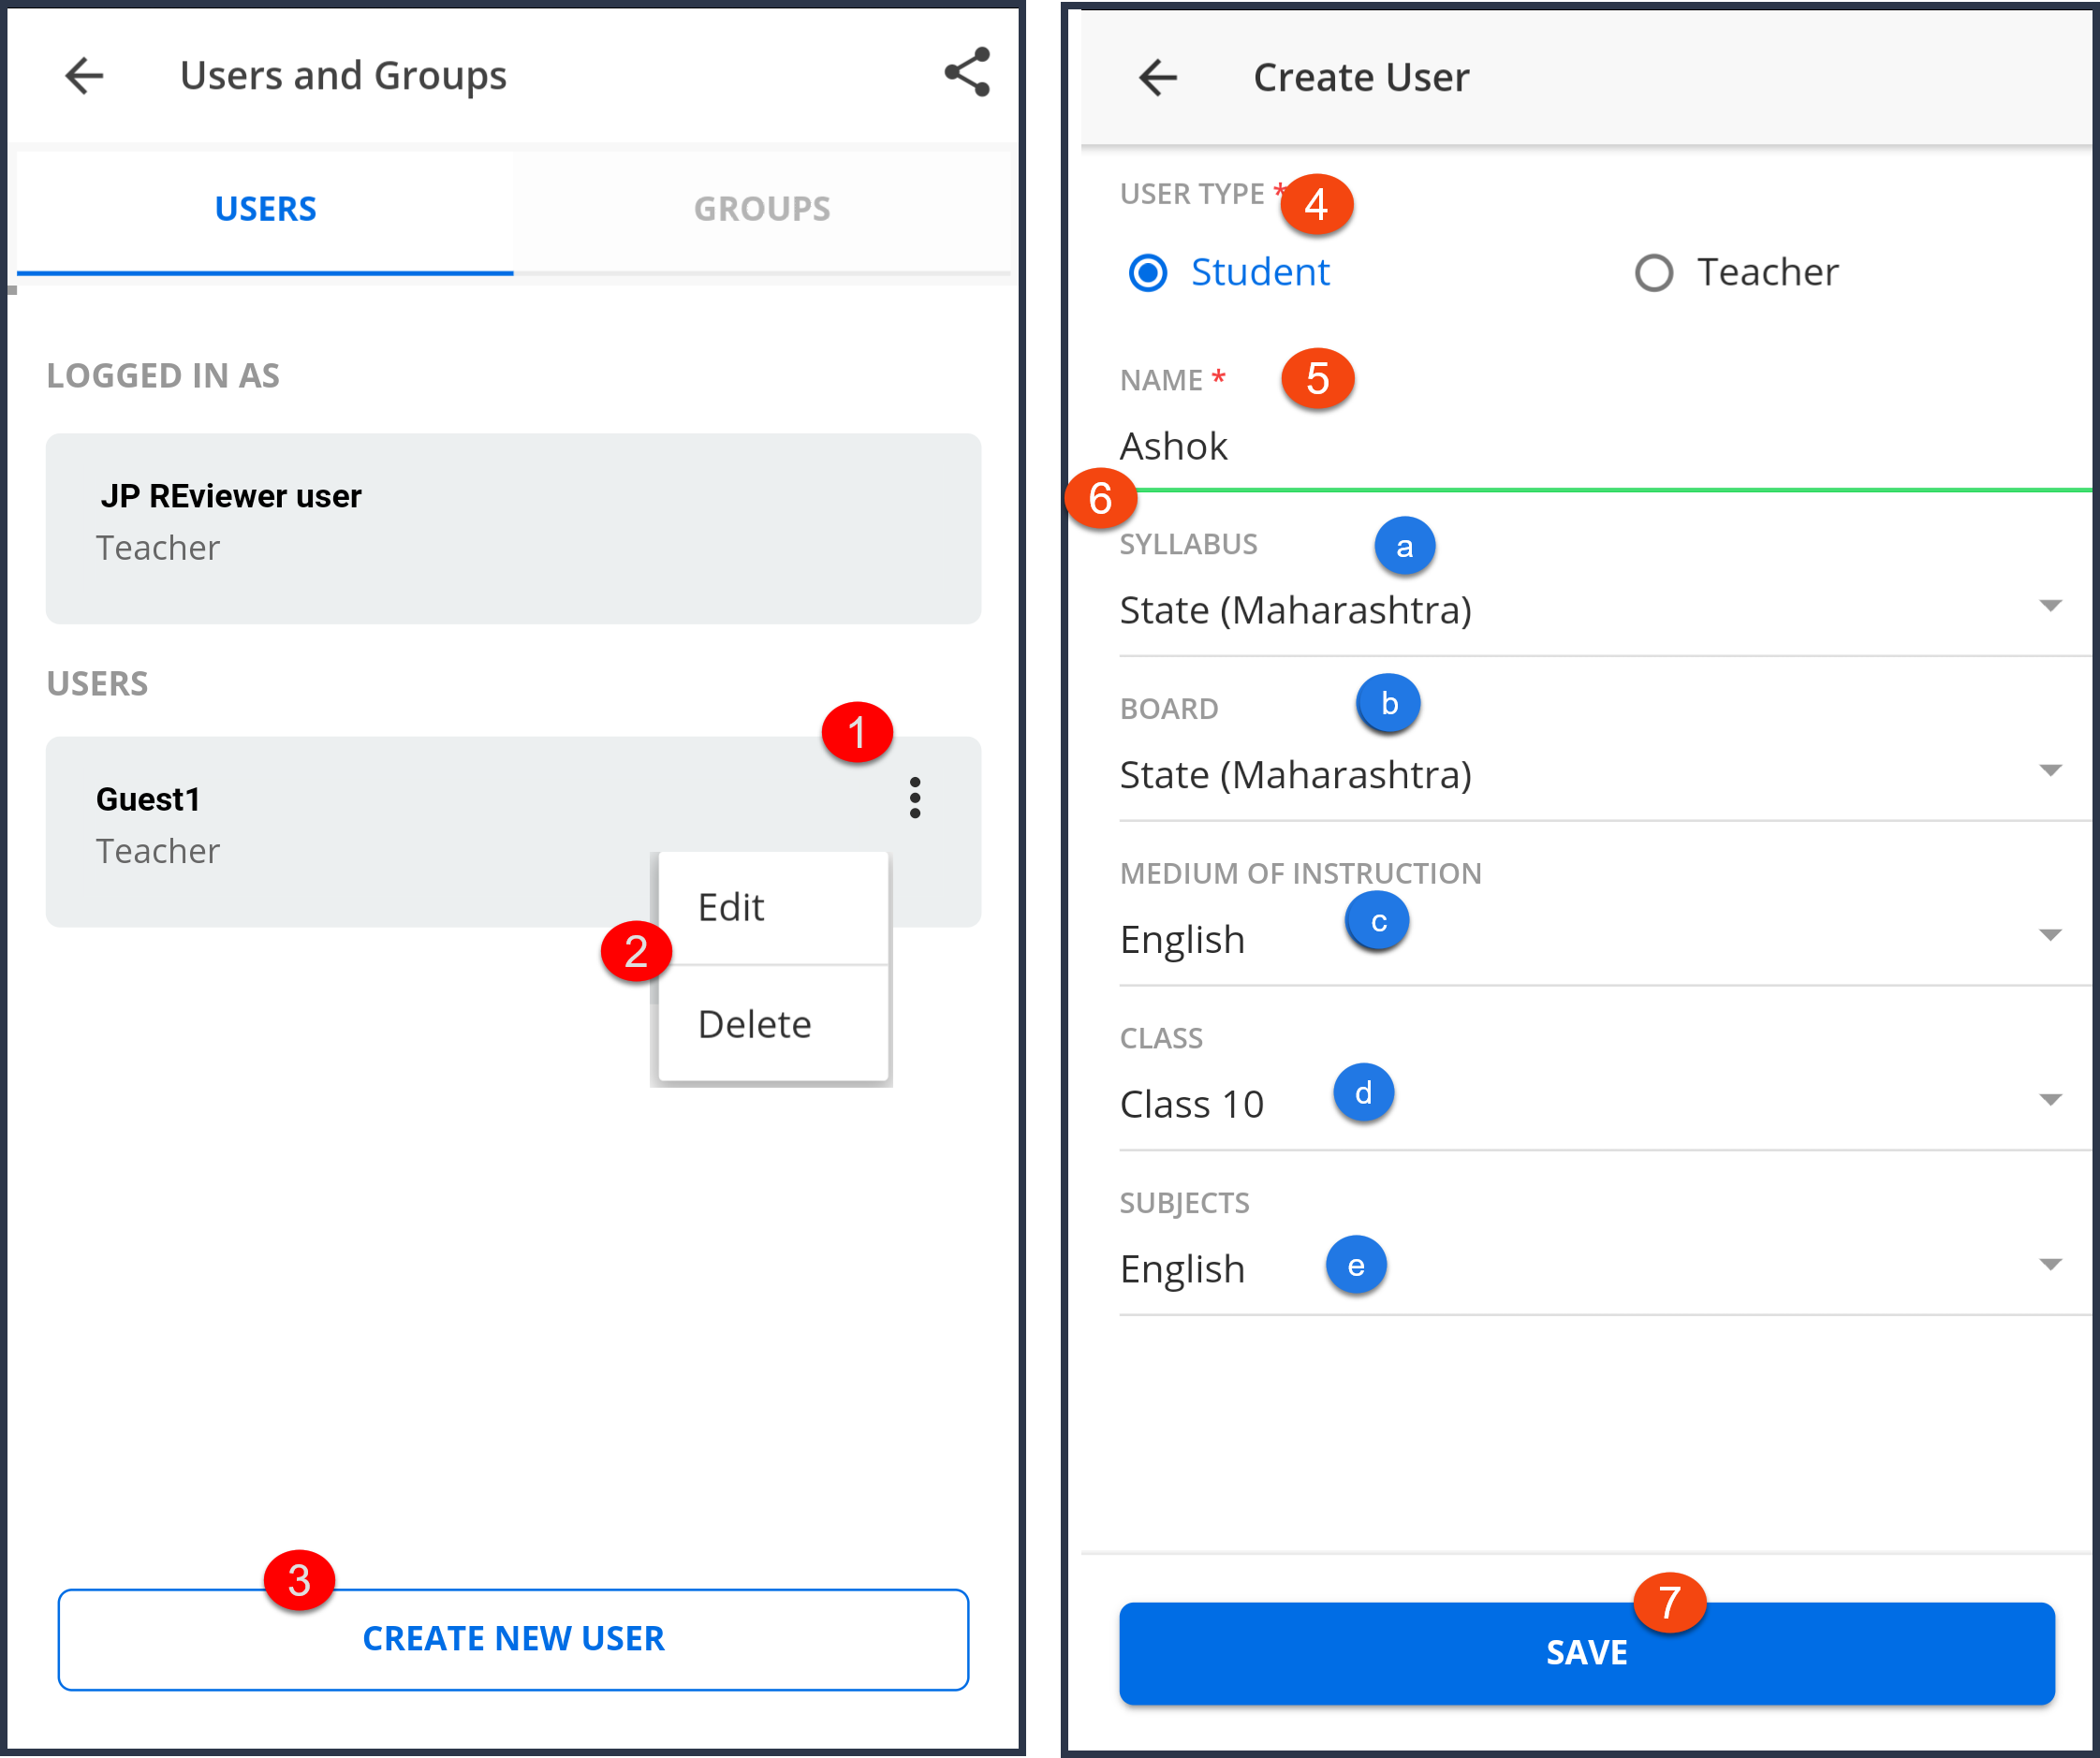 Users and Groups
USERS
GROUPS
LOGGED IN AS
JP REviewer user
Teacher
USERS
1
Guest1
Teacher
Edit
2
Delete
3
CREATE NEW USER
Create User
USER TYPE *
4
Student
Teacher
NAME *
5
Ashok
6
SYLLABUS
a
State (Maharashtra)
BOARD
b
State (Maharashtra)
MEDIUM OF INSTRUCTION
c
English
CLASS
d
Class 10
SUBJECTS
e
English
7
SAVE